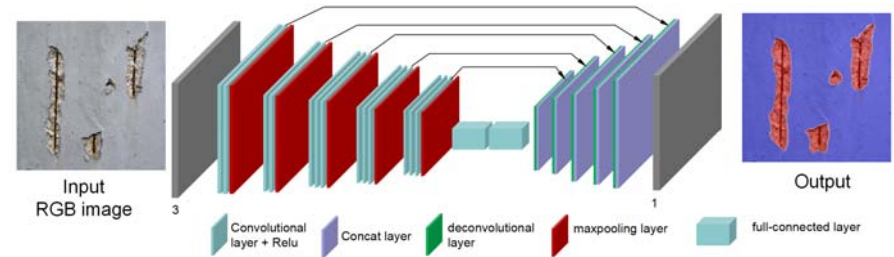 Input
RGB image
3
1
Output
Convolutional
layer + Relu
Concat layer
deconvolutional
layer
maxpooling layer
full-connected layer